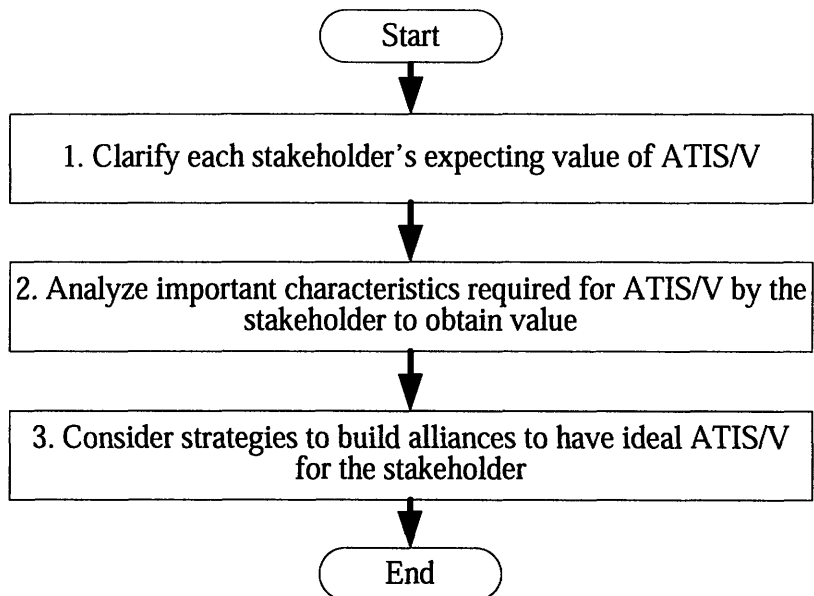 Start
1. Clarify each stakeholder's expecting value of ATIS/V
2. Analyze important characteristics required for ATIS/V by the
stakeholder to obtain value
3. Consider strategies to build alliances to have ideal ATIS/V
for the stakeholder
End